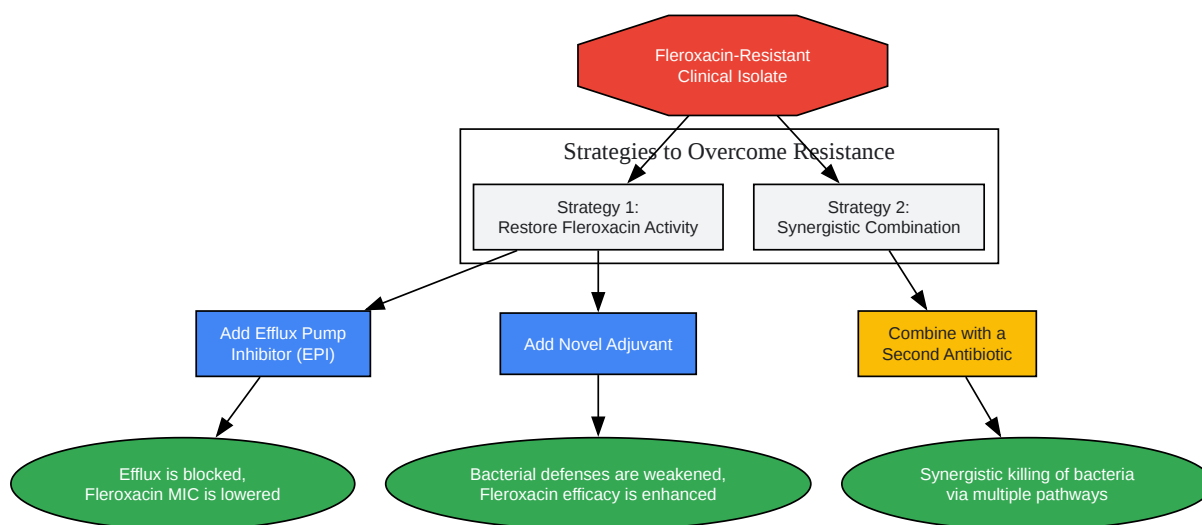 Fleroxacin-Resistant
Clinical Isolate
Strategies to Overcome Resistance
Strategy 1:
Restore Fleroxacin Activity
Strategy 2:
Synergistic Combination
Add Efflux Pump
Inhibitor (EPI)
Add Novel Adjuvant
Combine with a
Second Antibiotic
Efflux is blocked,
Fleroxacin MIC is lowered
Bacterial defenses are weakened,
Fleroxacin efficacy is enhanced
Synergistic killing of bacteria
via multiple pathways